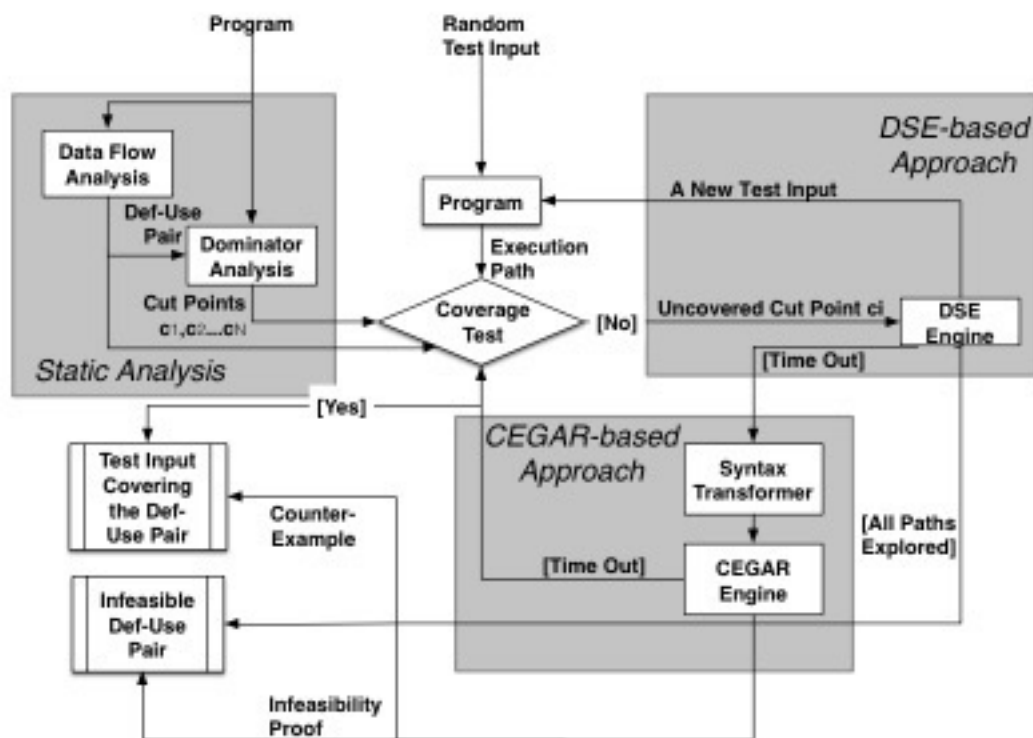 Program
Random
Test Input
DSE-based
Approach
Data Flow
Analysis
A New Test Input
Program
Def-Use
Pair
Dominator
Analysis
Execution
Path
Cut Points
c1,c2....cN
Coverage
Test
[No]
Uncovered Cut Point ci
DSE
Engine
Static Analysis
[Time Out]
[Yes]
CEGAR-based
Approach
Test Input
Covering
the Def-
Use Pair
Syntax
Transformer
Counter-
Example
[All Paths
Explored]
[Time Out]
CEGAR
Engine
Infeasible
Def-Use
Pair
Infeasibility
Proof